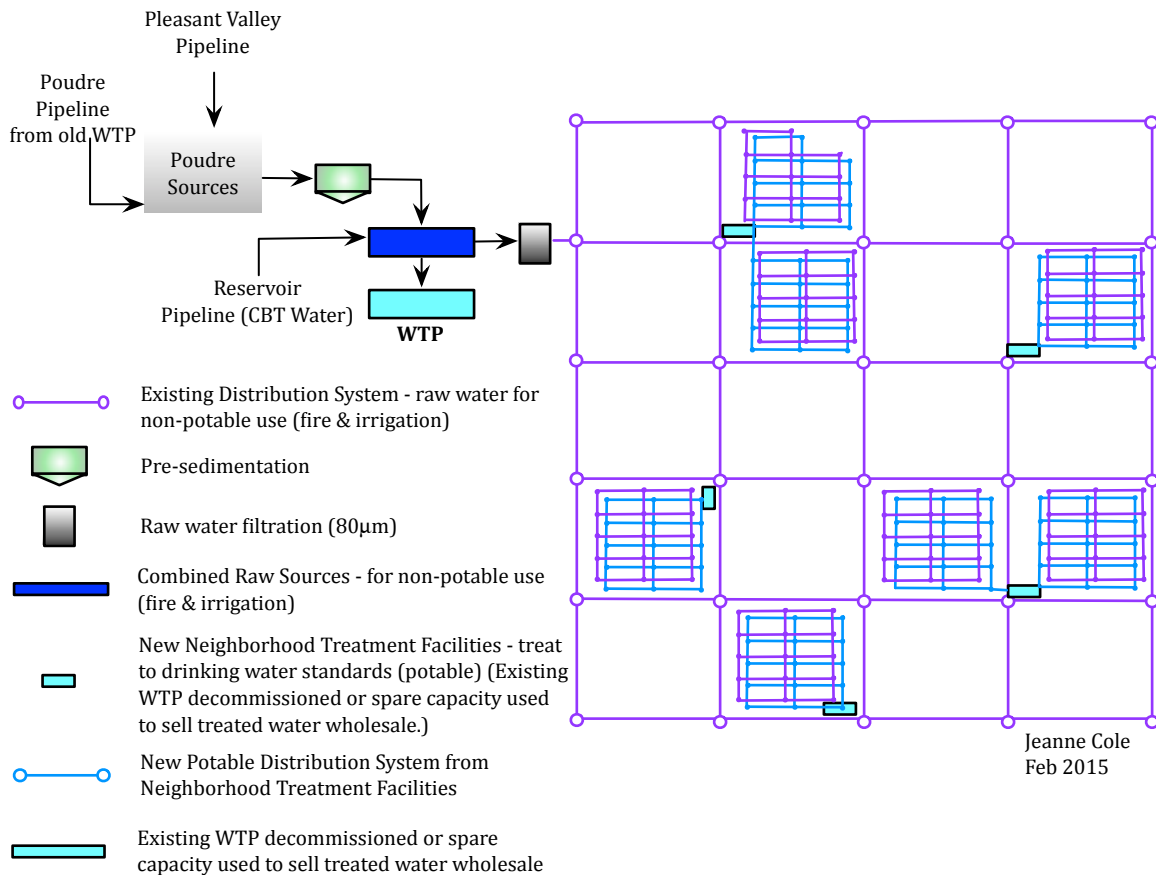 Pleasant Valley
Pipeline
Poudre
Pipeline
from old WTP
Poudre
Sources
Reservoir
Pipeline (CBT Water)
WTP
Existing Distribution System - raw water for
non-potable use (fire & irrigation)
Pre-sedimentation
Raw water filtration (80μm)
Combined Raw Sources - for non-potable use
(fire & irrigation)
New Neighborhood Treatment Facilities - treat
to drinking water standards (potable) (Existing
WTP decommissioned or spare capacity used
to sell treated water wholesale.)
New Potable Distribution System from
Neighborhood Treatment Facilities
Existing WTP decommissioned or spare
capacity used to sell treated water wholesale
Jeanne Cole
Feb 2015